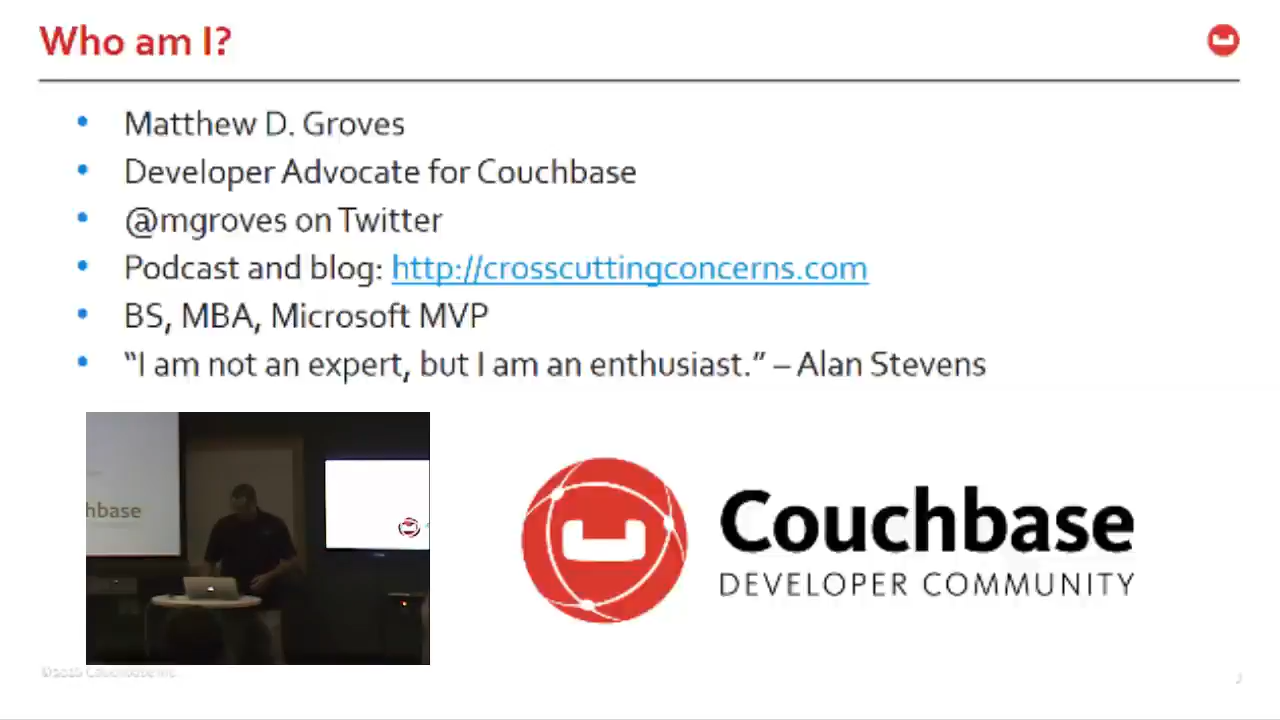 Who am I?
• Matthew D. Groves
• Developer Advocate for Couchbase
• @mgroves on Twitter
• Podcast and blog: http://crosscuttingconcerns.com
• BS, MBA, Microsoft MVP
• “I am not an expert, but I am an enthusiast.” – Alan Stevens
hbase
Couchbase
DEVELOPER COMMUNITY